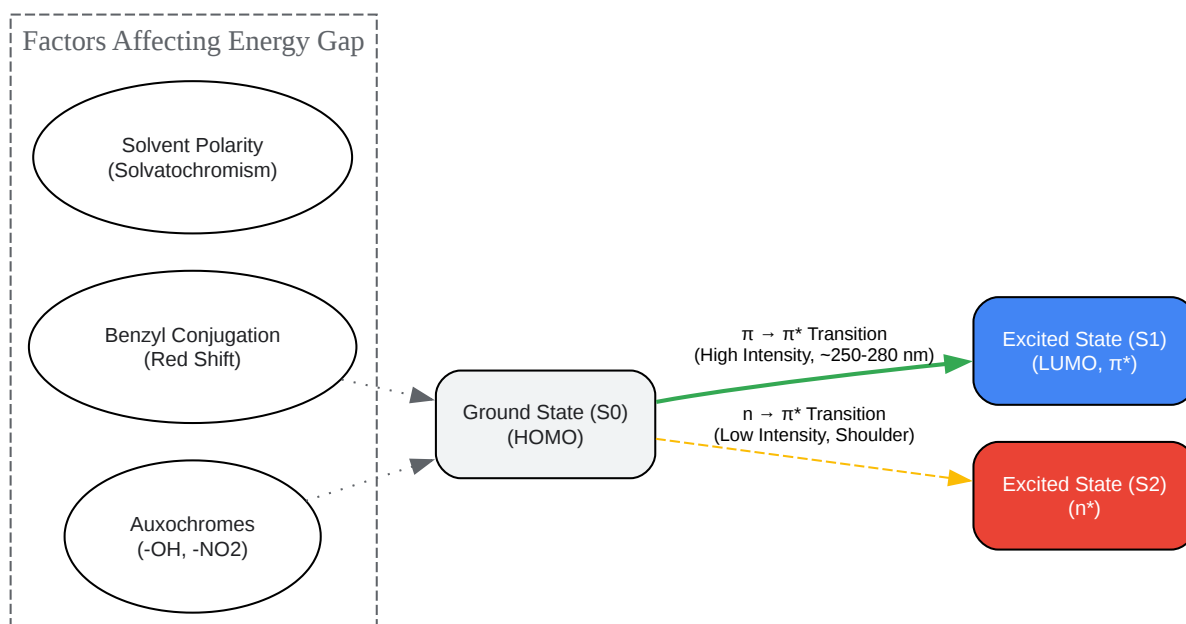 Factors Affecting Energy Gap
Solvent Polarity
(Solvatochromism)
Benzyl Conjugation
(Red Shift)
Auxochromes
(-OH, -NO2)
Ground State (S0)
(HOMO)
π → π* Transition
(High Intensity, ~250-280 nm)
n → π* Transition
(Low Intensity, Shoulder)
Excited State (S1)
(LUMO, π*)
Excited State (S2)
(n*)